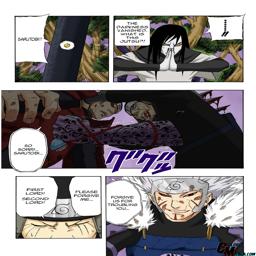 !!
THE
DARKNESS
VANISHED.
WHAT IS
THIS
JUTSU?!
SARUTOBI!!
SO
SORRY...
SARUTOBI...
グググッ
PLEASE
FORGIVE
ME...
FIRST
LORD!!
SECOND
LORD!!
FORGIVE
US FOR
TROUBLING
YOU...